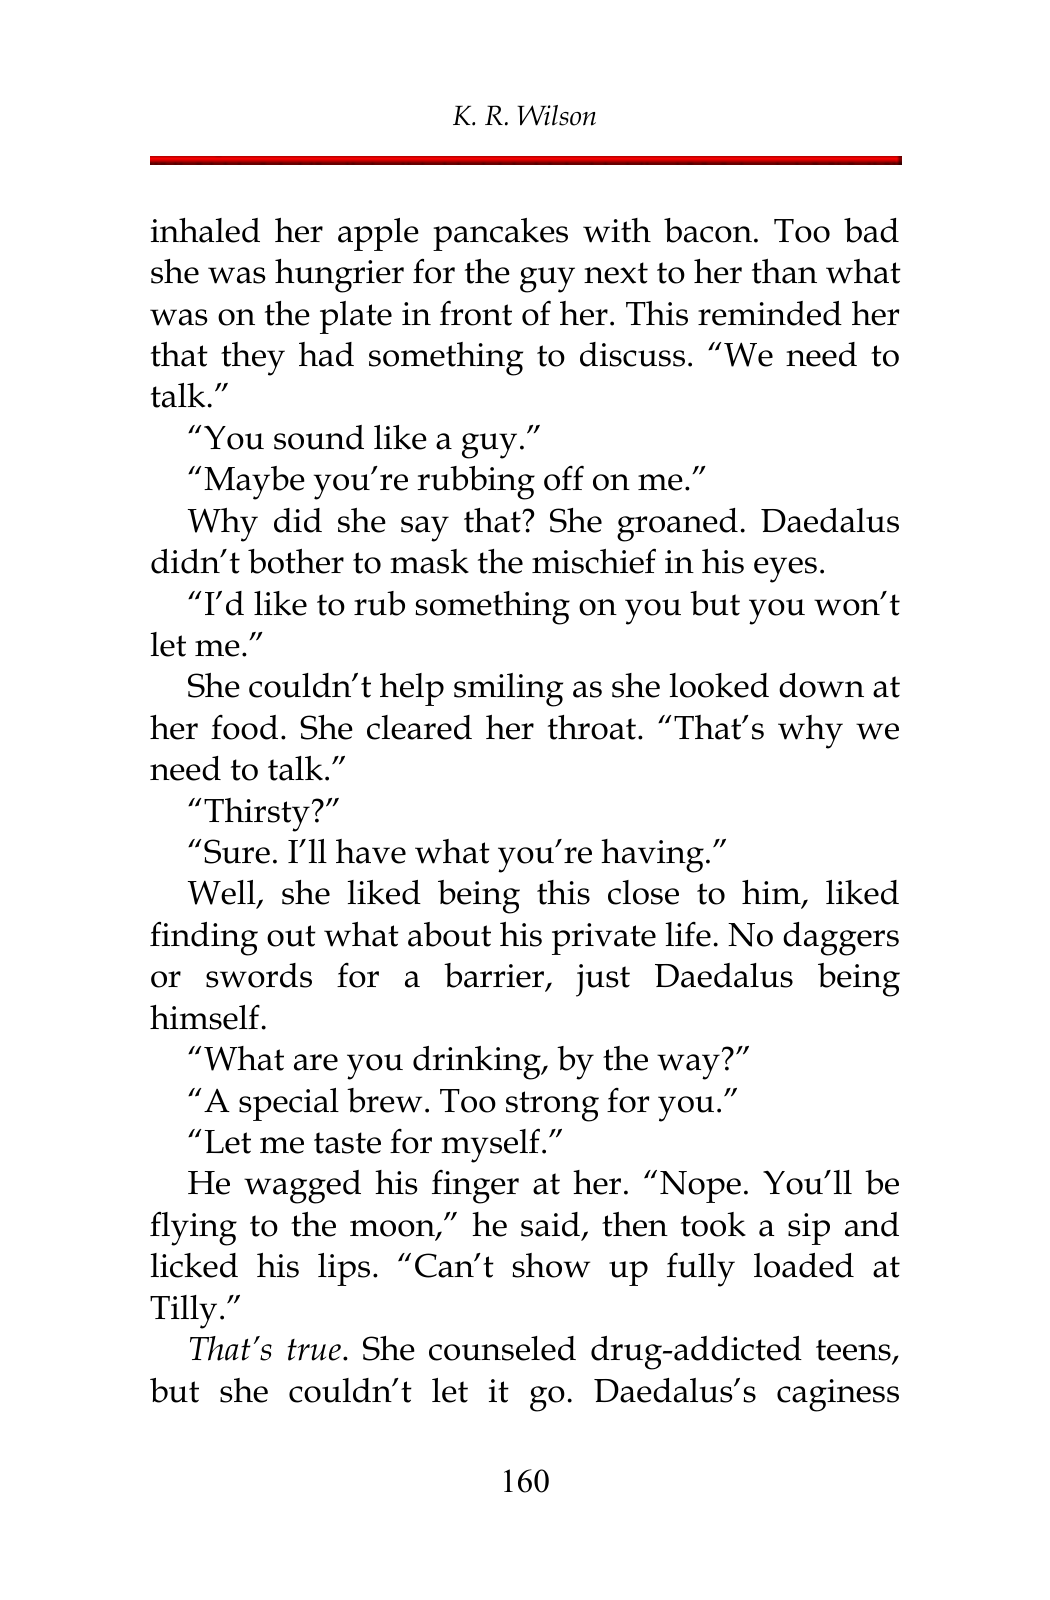 K. R. Wilson
inhaled her apple pancakes with bacon. Too bad
she was hungrier for the guy next to her than what
was on the plate in front of her. This reminded her
that they had something to discuss. “We need to
talk.”
“You sound like a guy.”
“Maybe you’re rubbing off on me.”
Why did she say that? She groaned. Daedalus
didn’t bother to mask the mischief in his eyes.
“I’d like to rub something on you but you won’t
let me.”
She couldn’t help smiling as she looked down at
her food. She cleared her throat. “That’s why we
need to talk.”
“Thirsty?”
“Sure. I’ll have what you’re having.”
Well, she liked being this close to him, liked
finding out what about his private life. No daggers
or swords for a barrier, just Daedalus being
himself.
“What are you drinking, by the way?”
“A special brew. Too strong for you.”
“Let me taste for myself.”
He wagged his finger at her. “Nope. You’ll be
flying to the moon,” he said, then took a sip and
licked his lips. “Can’t show up fully loaded at
Tilly.”
That’s true. She counseled drug-addicted teens,
but she couldn’t let it go. Daedalus’s caginess
160